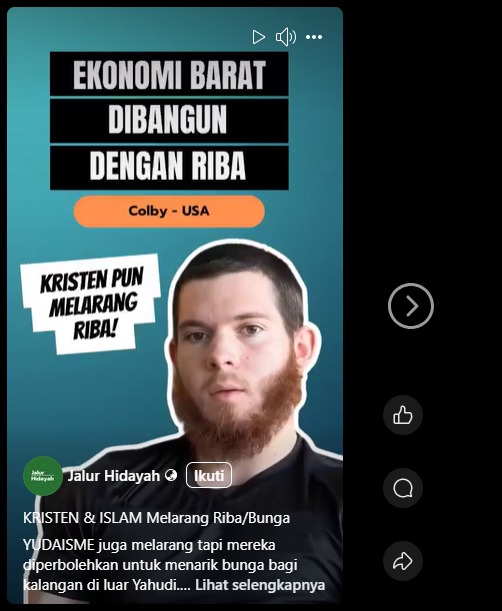 EKONOMI BARAT
DIBANGUN
DENGAN RIBA
Colby - USA
KRISTEN PUN
MELARANG
RIBA!
Jalur
Hidayah
Jalur Hidayah
Ikuti
KRISTEN & ISLAM Melarang Riba/Bunga
YUDAISME juga melarang tapi mereka
diperbolehkan untuk menarik bunga bagi
kalangan di luar Yahudi.... Lihat selengkapnya